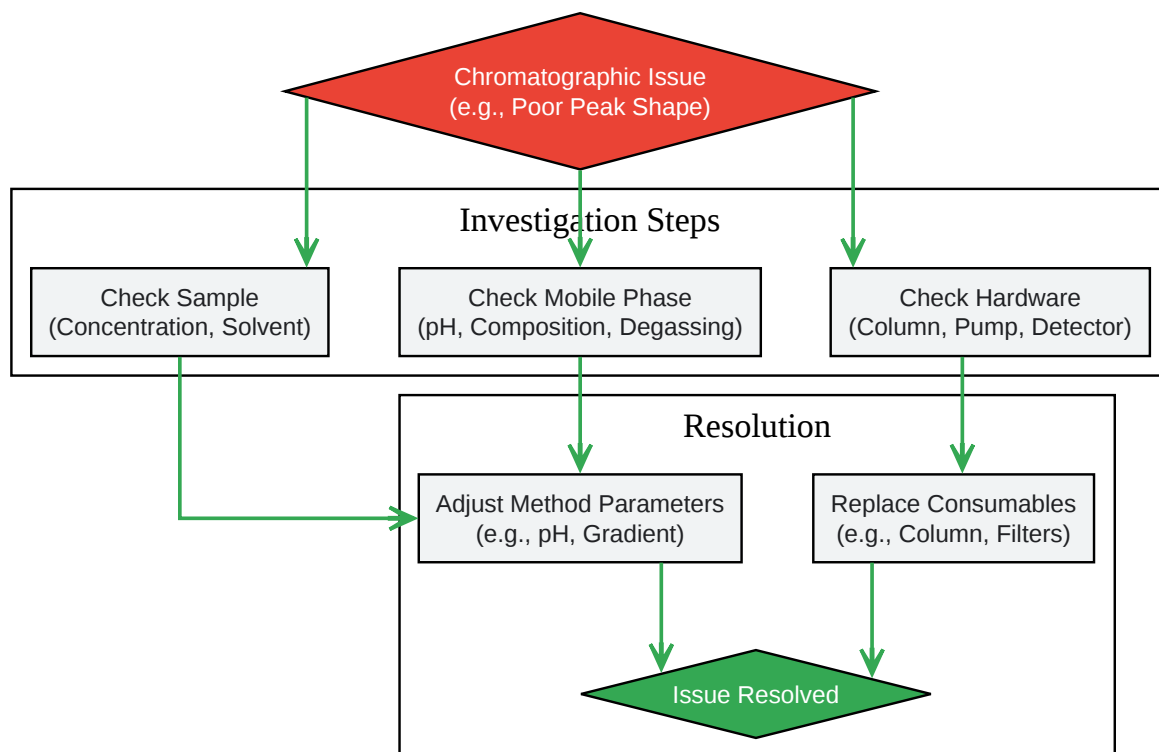 Chromatographic Issue
(e.g., Poor Peak Shape)
Investigation Steps
Check Sample
(Concentration, Solvent)
Check Mobile Phase
(pH, Composition, Degassing)
Check Hardware
(Column, Pump, Detector)
Resolution
Adjust Method Parameters
(e.g., pH, Gradient)
Replace Consumables
(e.g., Column, Filters)
Issue Resolved